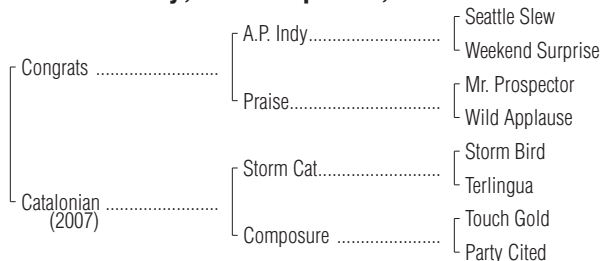 Seattle Slew
A.P. Indy..............................
Weekend Surprise
Congrats ............................
Mr. Prospector
Praise...................................
Wild Applause
Storm Bird
Storm Cat............................
Terlingua
Catalonian ..........................
(2007)
Touch Gold
Composure ........................
Party Cited